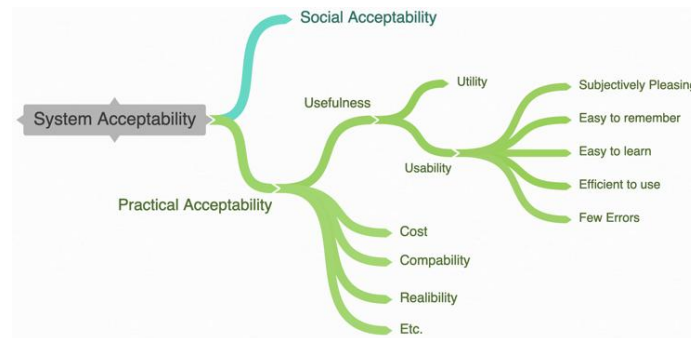 Social Acceptability
System Acceptability
Practical Acceptability
Usefulness
Utility
Usability
Subjectively Pleasing
Easy to remember
Easy to learn
Efficient to use
Few Errors
Cost
Compability
Realibility
Etc.